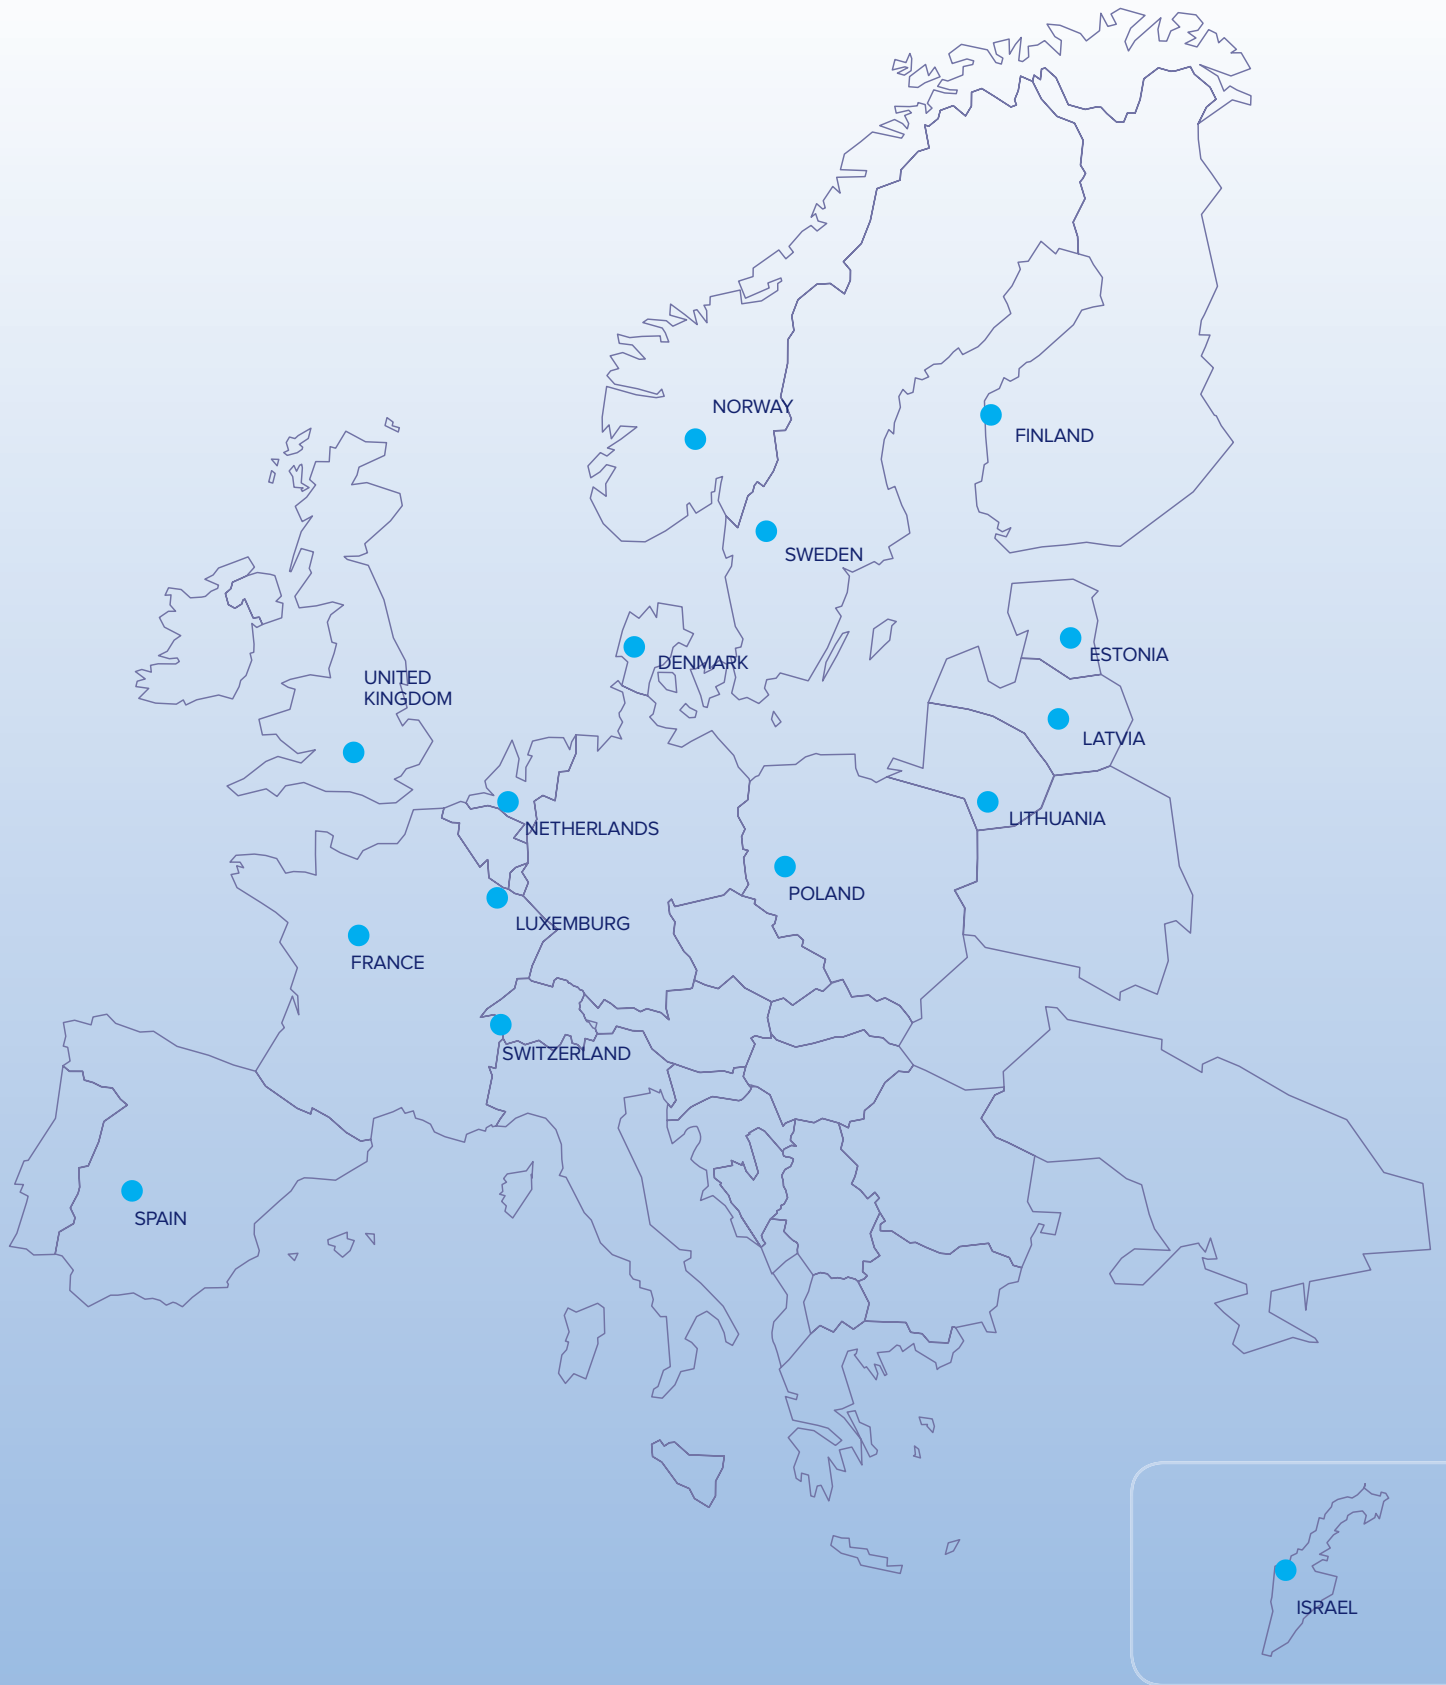 NORWAY
FINLAND
SWEDEN
ESTONIA
DENMARK
UNITED
KINGDOM
LATVIA
LITHUANIA
NETHERLANDS
POLAND
LUXEMBURG
FRANCE
SWITZERLAND
SPAIN
ISRAEL